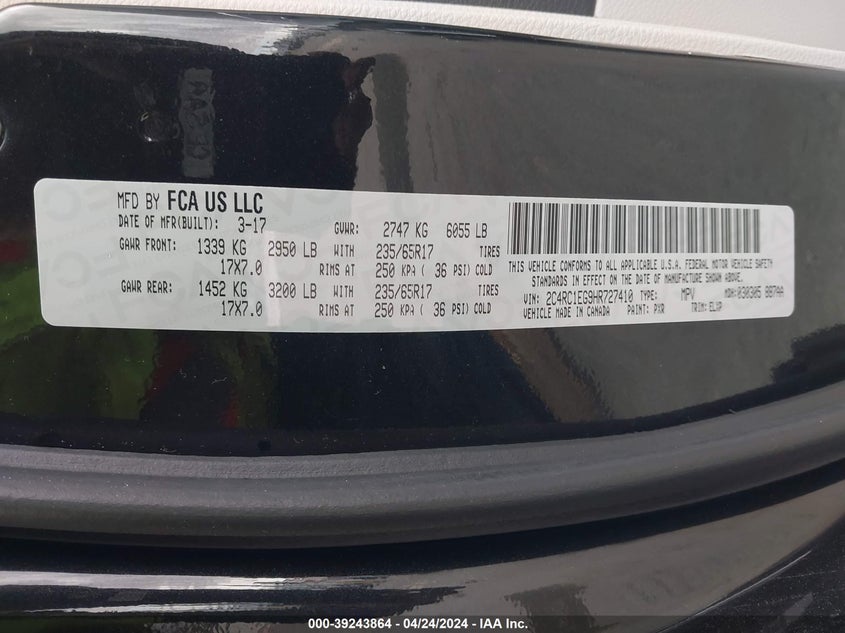 MFD BY FCA US LLC
DATE OF MFR(BUILT): 3-17 GVWR: 2747 KG 6055 LB
GAWR FRONT: 1339 KG 2950 LB WITH 235/65R17 TIRES
17X7.0 RIMS AT 250 KPA ( 36 PSI) COLD
GAWR REAR: 1452 KG 3200 LB WITH 235/65R17 TIRES
17X7.0 RIMS AT 250 KPA ( 36 PSI) COLD
THIS VEHICLE CONFORMS TO ALL APPLICABLE U.S.A. FEDERAL MOTOR VEHICLE SAFETY
STANDARDS IN EFFECT ON THE DATE OF MANUFACTURE SHOWN ABOVE.
VIN: 2C4RC1EG9HR727410 TYPE: MPV MDH: 030305 887AA
VEHICLE MADE IN CANADA PAINT: PXR TRIM: ELXP
000-39243864 - 04/24/2024 - IAA Inc.